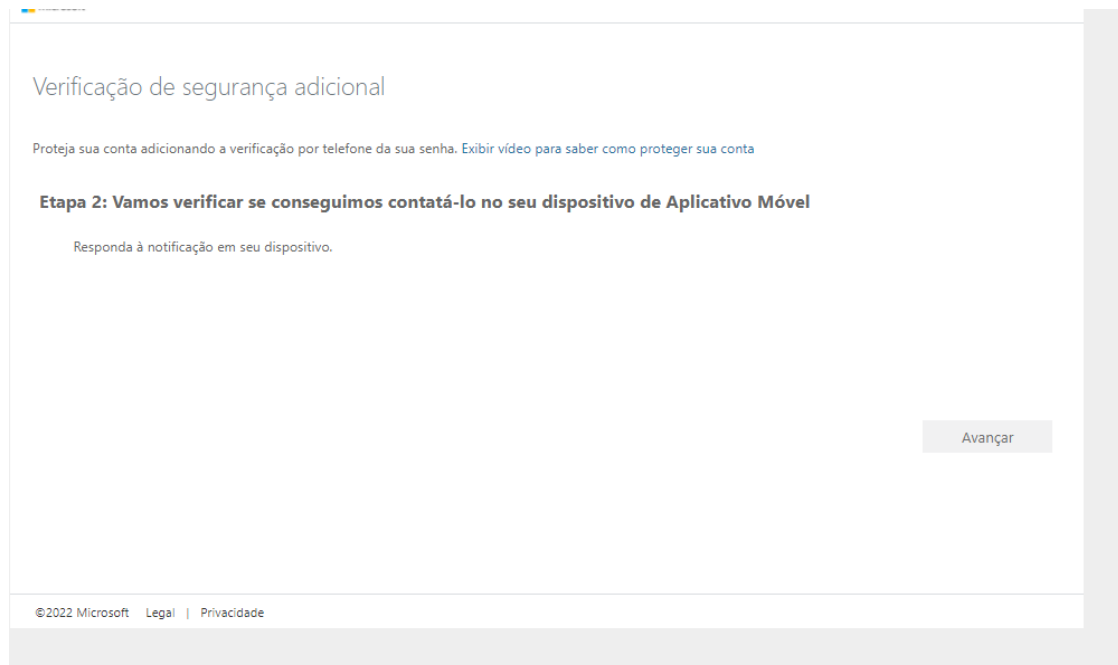 Verificação de segurança adicional
Proteja sua conta adicionando a verificação por telefone da sua senha. Exibir vídeo para saber como proteger sua conta
Etapa 2: Vamos verificar se conseguimos contatá-lo no seu dispositivo de Aplicativo Móvel
Responda à notificação em seu dispositivo.
Avançar
©2022 Microsoft Legal | Privacidade